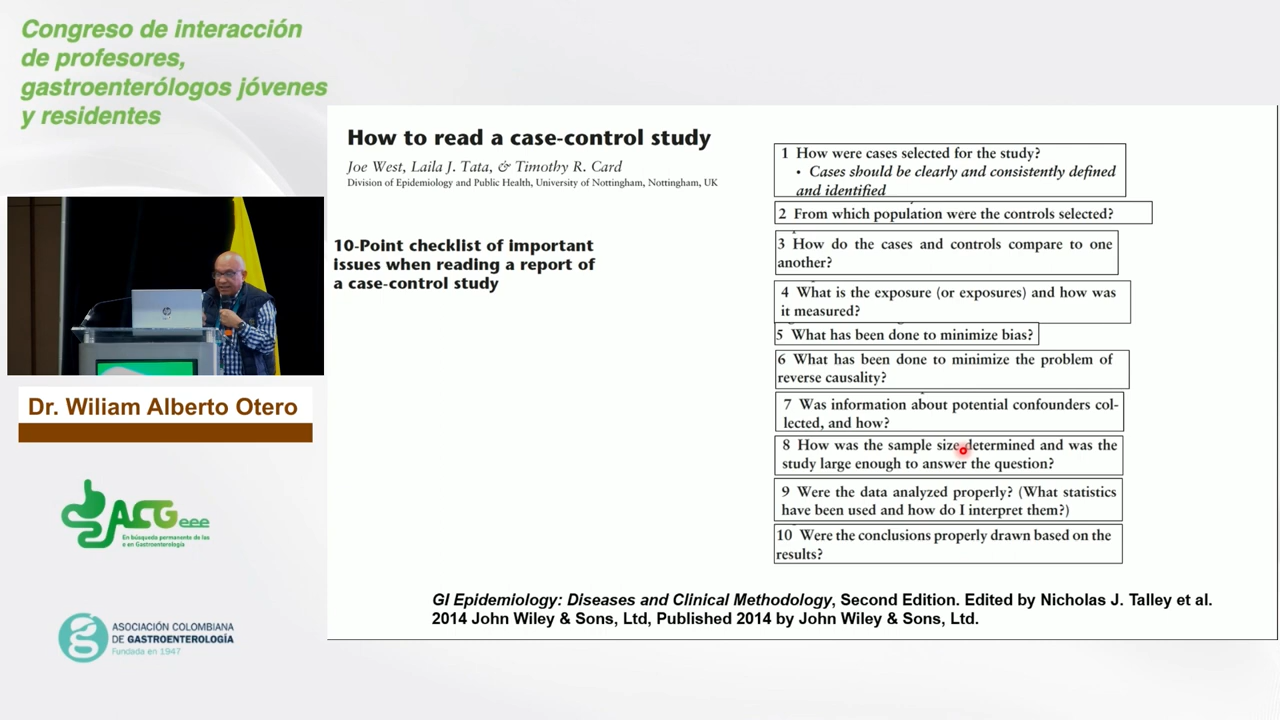 Congreso de interacción
de profesores,
gastroenterólogos jóvenes
y residentes
How to read a case-control study
Joe West, Laila J. Tata, & Timothy R. Card
Division of Epidemiology and Public Health, University of Nottingham, Nottingham, UK
10-Point checklist of important
issues when reading a report of
a case-control study
1 How were cases selected for the study?
• Cases should be clearly and consistently defined
and identified
2 From which population were the controls selected?
3 How do the cases and controls compare to one
another?
4 What is the exposure (or exposures) and how was
it measured?
5 What has been done to minimize bias?
6 What has been done to minimize the problem of
reverse causality?
7 Was information about potential confounders col-
lected, and how?
8 How was the sample size determined and was the
study large enough to answer the question?
9 Were the data analyzed properly? (What statistics
have been used and how do I interpret them?)
10 Were the conclusions properly drawn based on the
results?
GI Epidemiology: Diseases and Clinical Methodology, Second Edition. Edited by Nicholas J. Talley et al.
2014 John Wiley & Sons, Ltd, Published 2014 by John Wiley & Sons, Ltd.
Dr. Wiliam Alberto Otero
ACGeee
En búsqueda permanente de las
e en Gastroenterología
ASOCIACIÓN COLOMBIANA
DE GASTROENTEROLOGÍA
Fundada en 1947
hp